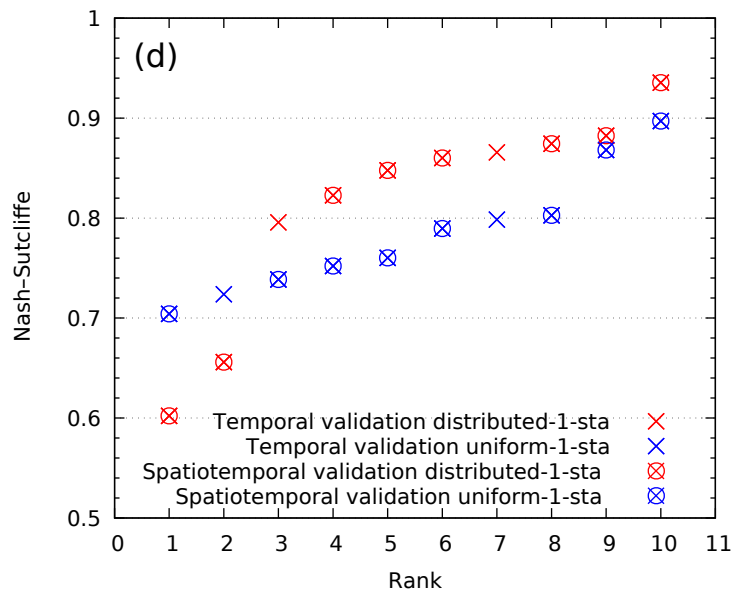 (d)
1
0.9
0.8
0.7
0.6
0.5
Nash–Sutcliffe
Temporal validation distributed-1-sta
Temporal validation uniform-1-sta
Spatiotemporal validation distributed-1-sta
Spatiotemporal validation uniform-1-sta
0 1 2 3 4 5 6 7 8 9 10 11
Rank